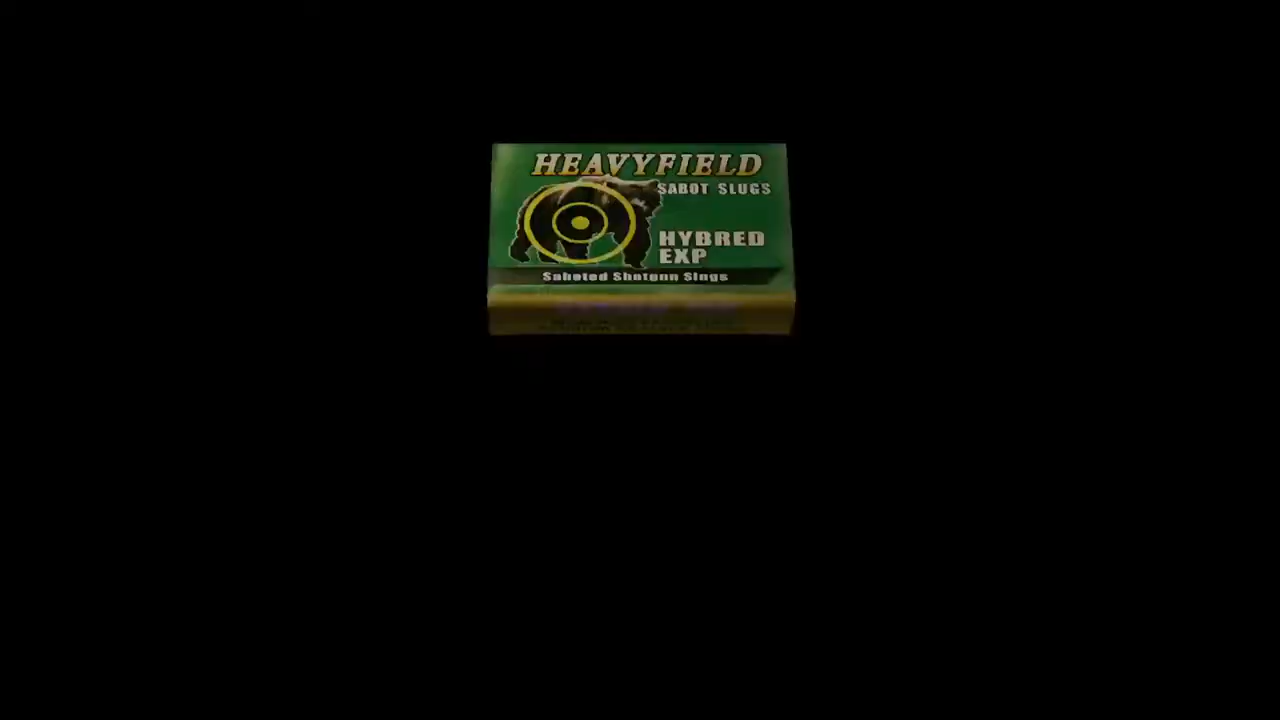 HEAVYFIELD
SABOT SLUGS
HYBRED
EXP
Saboted Shotgun Slugs